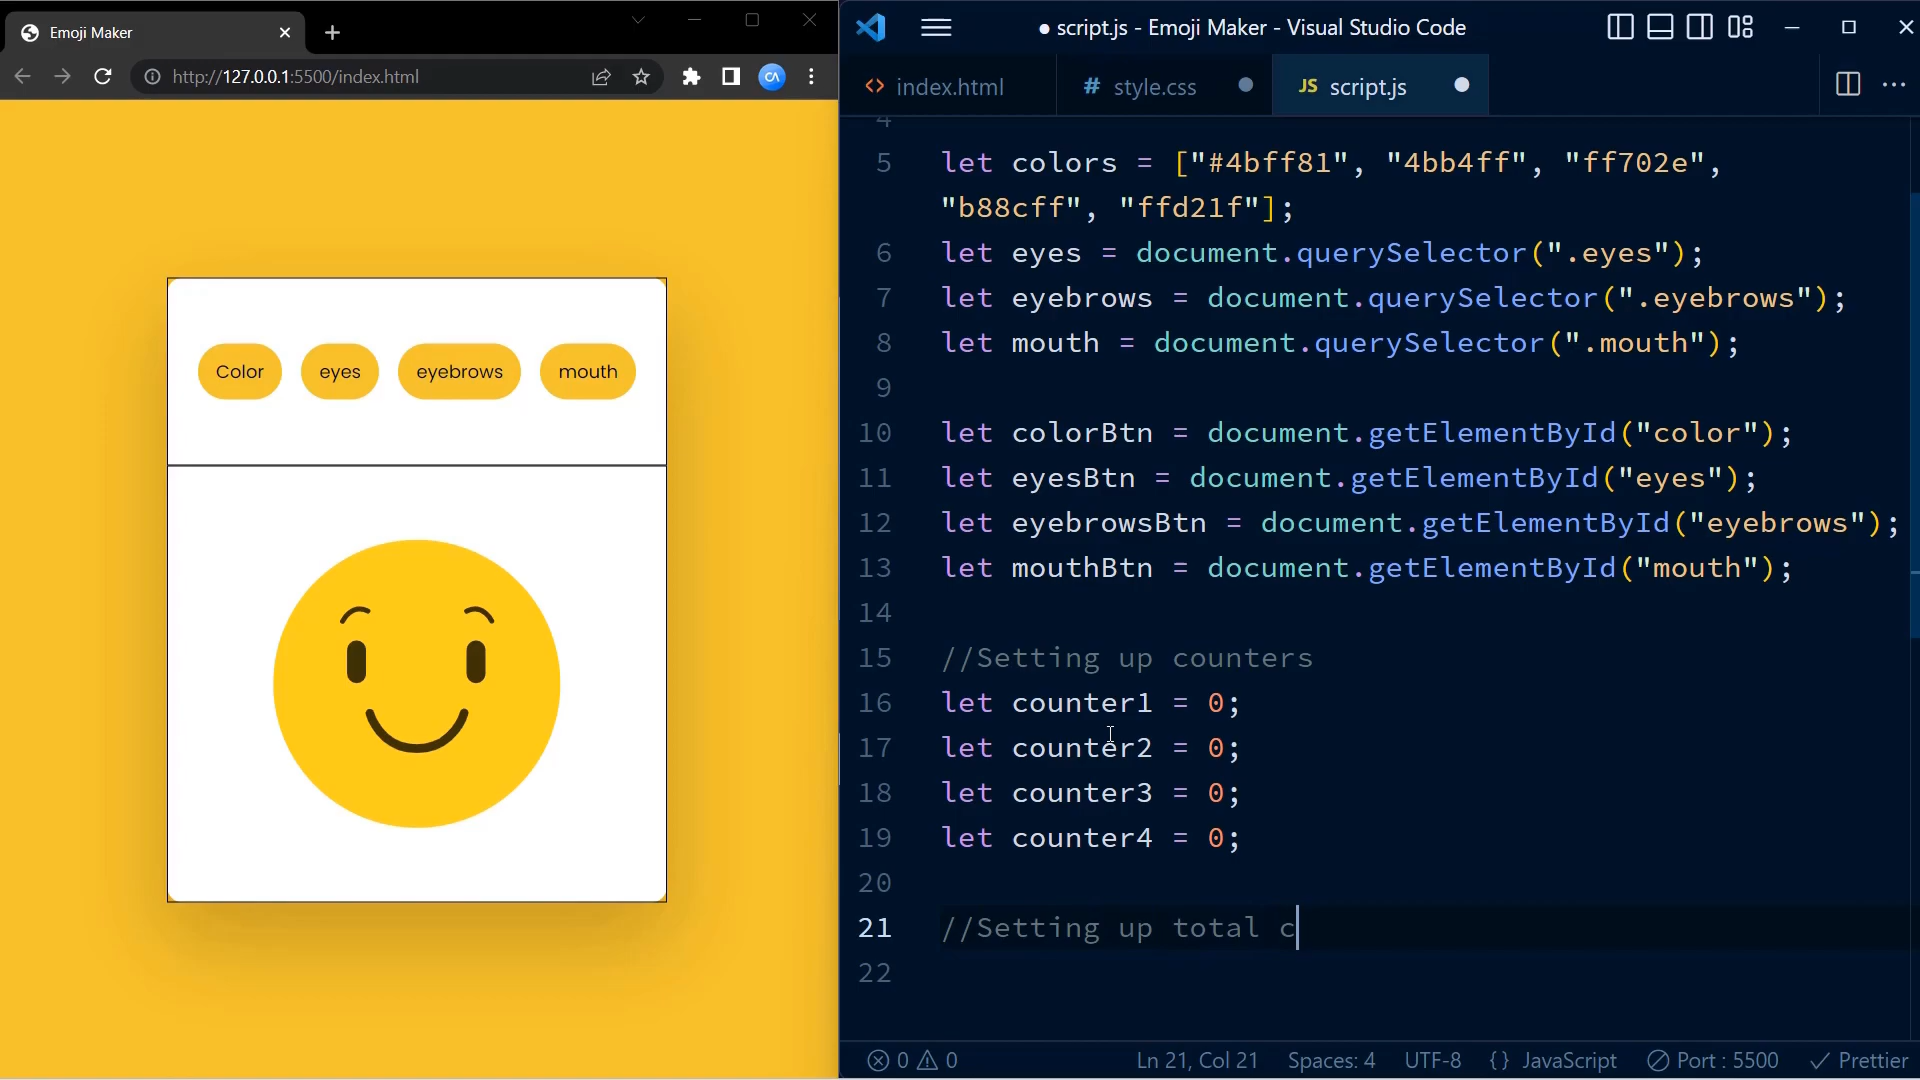 Emoji Maker
http://127.0.0.1:5500/index.html
CA
Color
eyes
eyebrows
mouth
● script.js - Emoji Maker - Visual Studio Code
<> index.html
# style.css
JS script.js
4
5 let colors = ["#4bff81", "4bb4ff", "ff702e",
"b88cff", "ffd21f"];
6 let eyes = document.querySelector(".eyes");
7 let eyebrows = document.querySelector(".eyebrows");
8 let mouth = document.querySelector(".mouth");
9
10 let colorBtn = document.getElementById("color");
11 let eyesBtn = document.getElementById("eyes");
12 let eyebrowsBtn = document.getElementById("eyebrows");
13 let mouthBtn = document.getElementById("mouth");
14
15 //Setting up counters
16 let counter1 = 0;
17 let counter2 = 0;
18 let counter3 = 0;
19 let counter4 = 0;
20
21 //Setting up total c
22
0 0 Ln 21, Col 21 Spaces: 4 UTF-8 {} JavaScript Port : 5500 Prettier